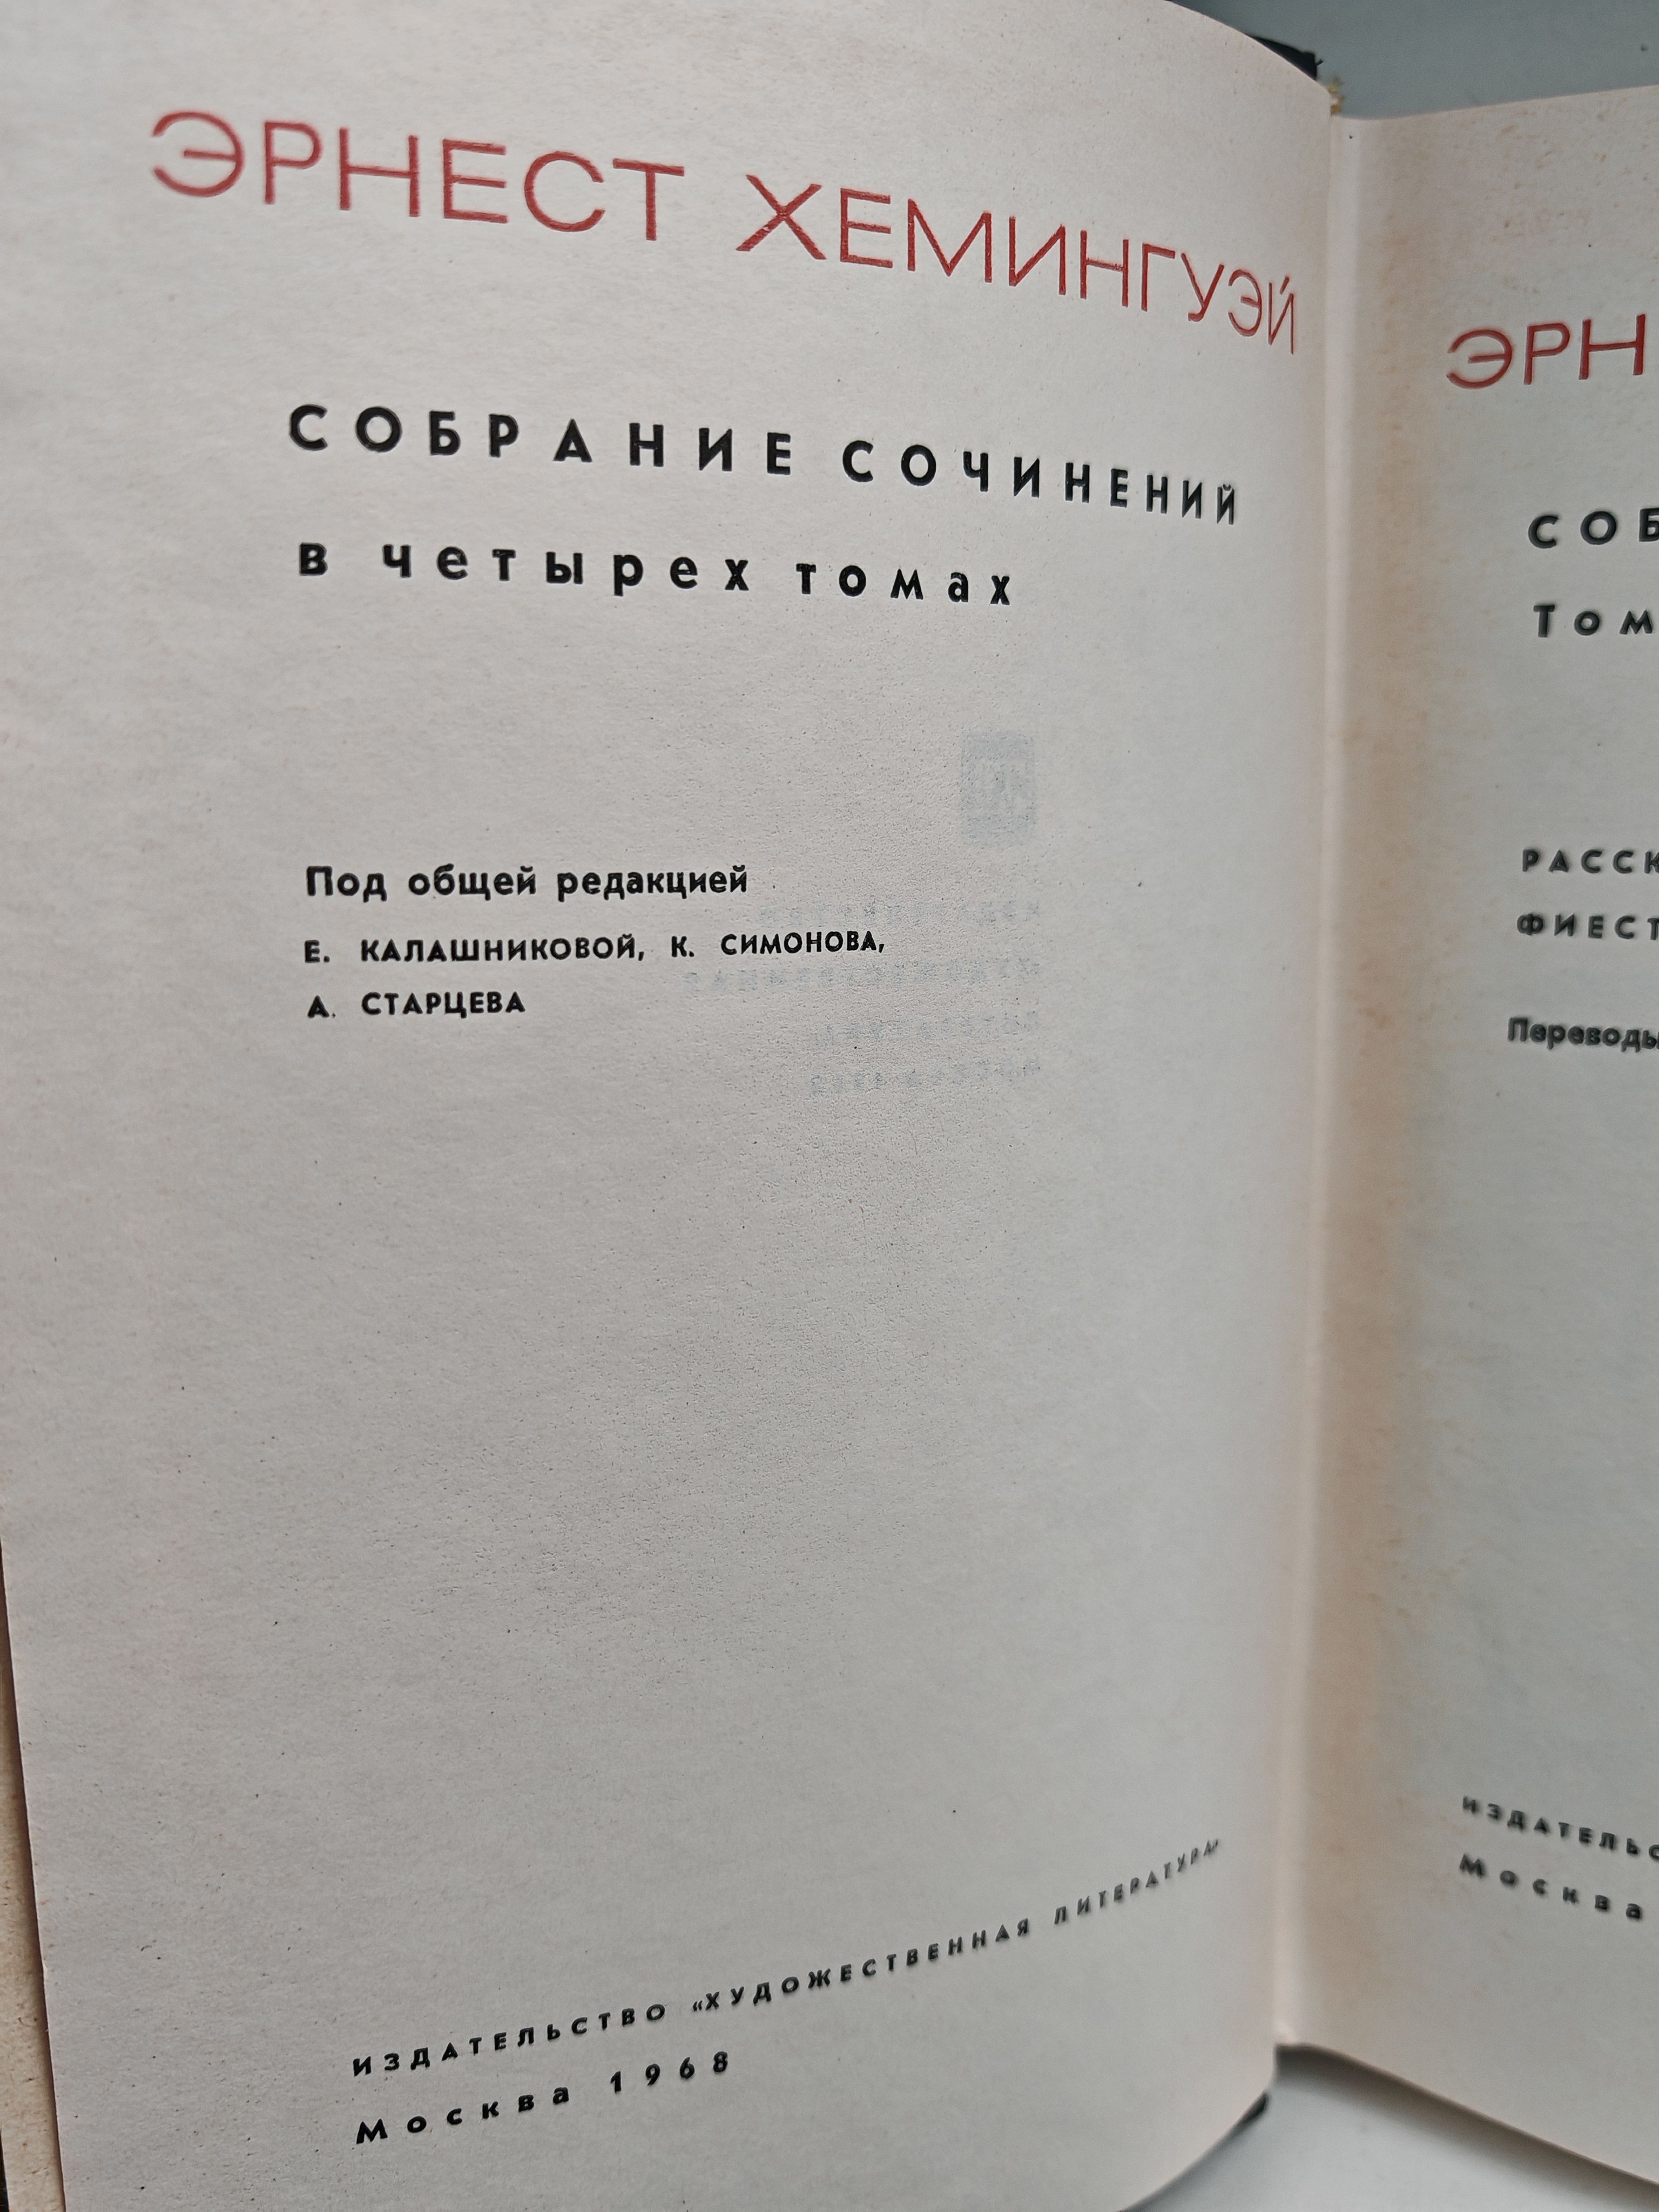 ЭРНЕСТ ХЕМИНГУЭЙ
СОБРАНИЕ СОЧИНЕНИЙ
в четырех томах
Под общей редакцией
Е. КАЛАШНИКОВОЙ, К. СИМОНОВА,
А. СТАРЦЕВА
ИЗДАТЕЛЬСТВО «ХУДОЖЕСТВЕННАЯ ЛИТЕРАТУРА»
Москва 1968
ЭРН
СОБ
Том
РАССК
ФИЕСТ
Переводы
ИЗДАТЕЛЬС
Москва